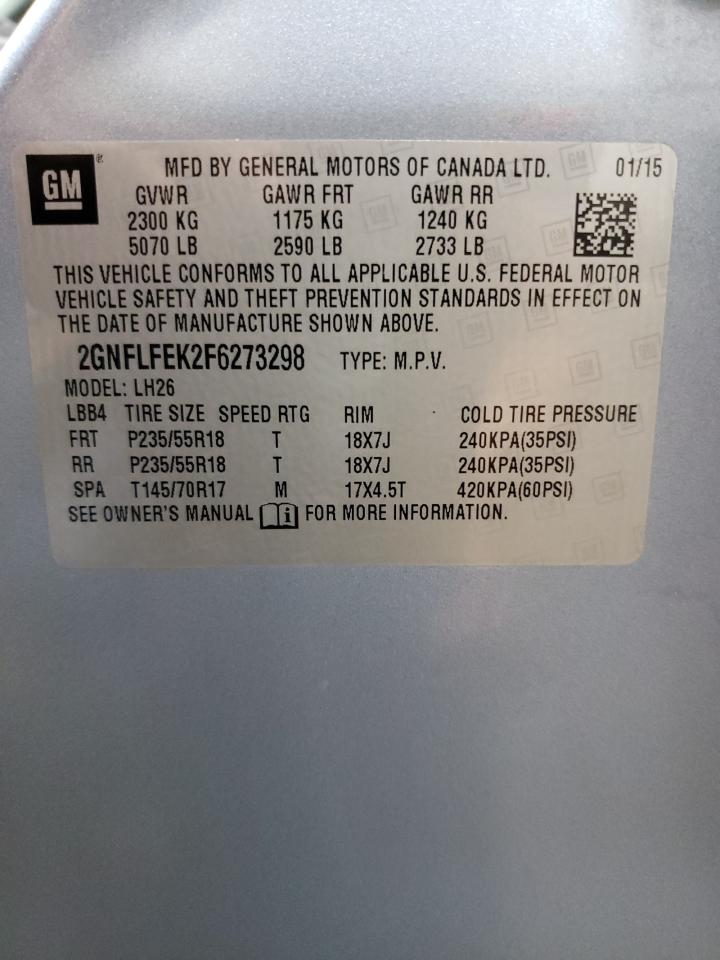 GM®
MFD BY GENERAL MOTORS OF CANADA LTD. 01/15
GVWR GAWR FRT GAWR RR
2300 KG 1175 KG 1240 KG
5070 LB 2590 LB 2733 LB
THIS VEHICLE CONFORMS TO ALL APPLICABLE U.S. FEDERAL MOTOR
VEHICLE SAFETY AND THEFT PREVENTION STANDARDS IN EFFECT ON
THE DATE OF MANUFACTURE SHOWN ABOVE.
2GNFLFEK2F6273298 TYPE: M.P.V.
MODEL: LH26
LBB4 TIRE SIZE SPEED RTG RIM COLD TIRE PRESSURE
FRT P235/55R18 T 18X7J 240KPA(35PSI)
RR P235/55R18 T 18X7J 240KPA(35PSI)
SPA T145/70R17 M 17X4.5T 420KPA(60PSI)
SEE OWNER'S MANUAL i FOR MORE INFORMATION.